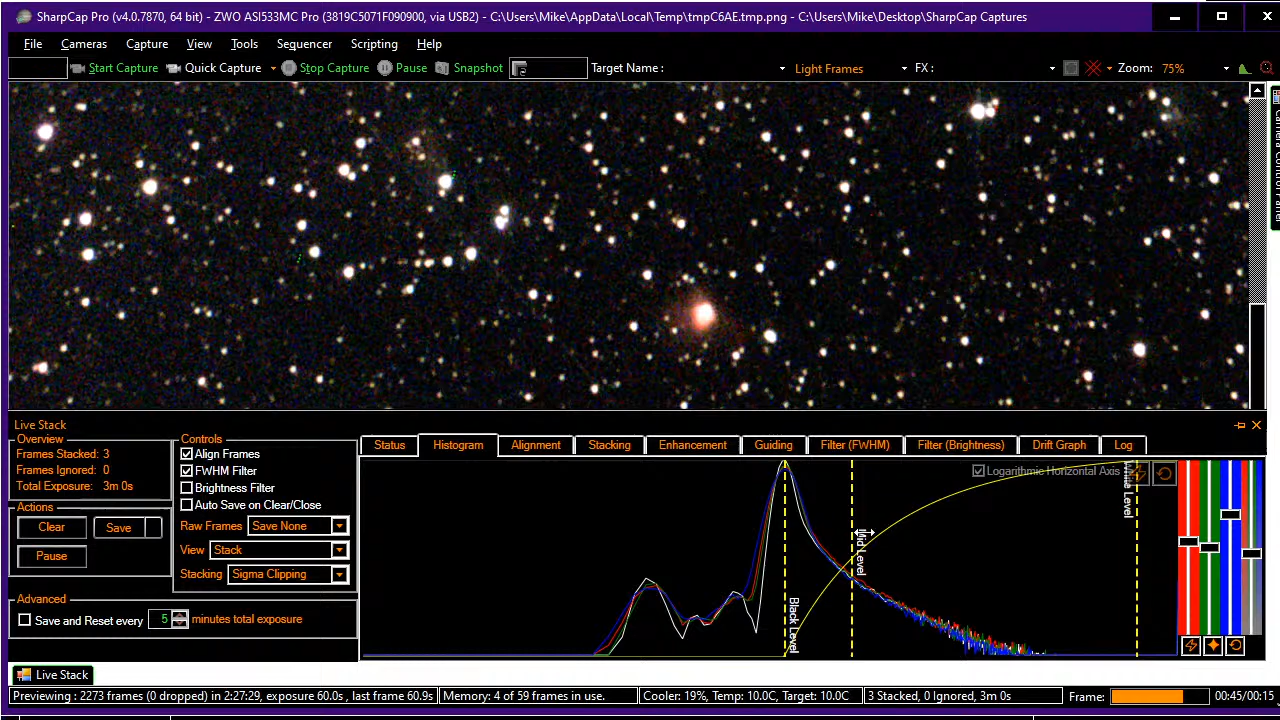 SharpCap Pro (v4.0.7870, 64 bit) - ZWO ASI533MC Pro (3819C5071F090900, via USB2) - C:\Users\Mike\AppData\Local\Temp\tmpC6AE.tmp.png - C:\Users\Mike\Desktop\SharpCap Captures
File Cameras Capture View Tools Sequencer Scripting Help
Start Capture Quick Capture Stop Capture Pause Snapshot Target Name : Light Frames FX : Zoom: 75%
Live Stack
Overview
Frames Stacked: 3
Frames Ignored: 0
Total Exposure: 3m 0s
Actions
Clear Save
Pause
Controls
Align Frames
FWHM Filter
Brightness Filter
Auto Save on Clear/Close
Raw Frames Save None
View Stack
Stacking Sigma Clipping
Advanced
Save and Reset every 5 minutes total exposure
Status Histogram Alignment Stacking Enhancement Guiding Filter (FWHM) Filter (Brightness) Drift Graph Log
Logarithmic Horizontal Axis
Black Level
Mid Level
White Level
Live Stack
Previewing : 2273 frames (0 dropped) in 2:27:29, exposure 60.0s , last frame 60.9s Memory: 4 of 59 frames in use. Cooler: 19%, Temp: 10.0C, Target: 10.0C 3 Stacked, 0 Ignored, 3m 0s Frame: 00:45/00:15